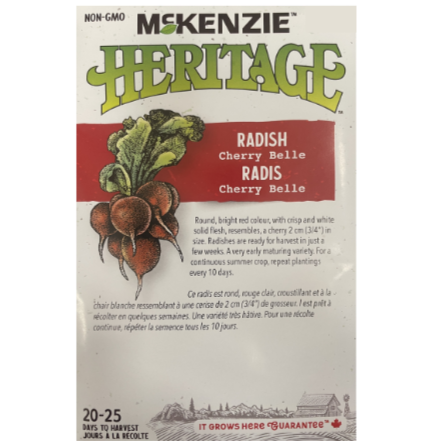 NON-GMO
McKENZIE™
HERITAGE™
RADISH
Cherry Belle
RADIS
Cherry Belle
Round, bright red colour, with crisp and white
solid flesh, resembles, a cherry 2 cm (3/4") in
size. Radishes are ready for harvest in just a
few weeks. A very early maturing variety. For a
continuous summer crop, repeat plantings
every 10 days.
Ce radis est rond, rouge clair, croustillant et à la
chair blanche ressemblant à une cerise de 2 cm (3/4") de grosseur. Il est prêt à
récolter en quelques semaines. Une variété très hâtive. Pour une récolte
continue, répéter la semence tous les 10 jours.
20-25
DAYS TO HARVEST
JOURS À LA RÉCOLTE
IT GROWS HERE GUARANTEE™